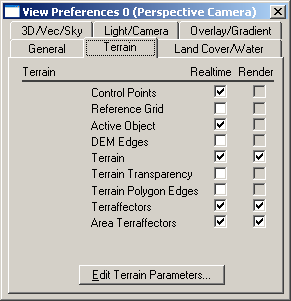 View Preferences 0 (Perspective Camera)
3D/Vec/Sky Light/Camera Overlay/Gradient
General Terrain Land Cover/Water
Terrain Realtime Render
Control Points
Reference Grid
Active Object
DEM Edges
Terrain
Terrain Transparency
Terrain Polygon Edges
Terraffectors
Area Terraffectors
Edit Terrain Parameters...